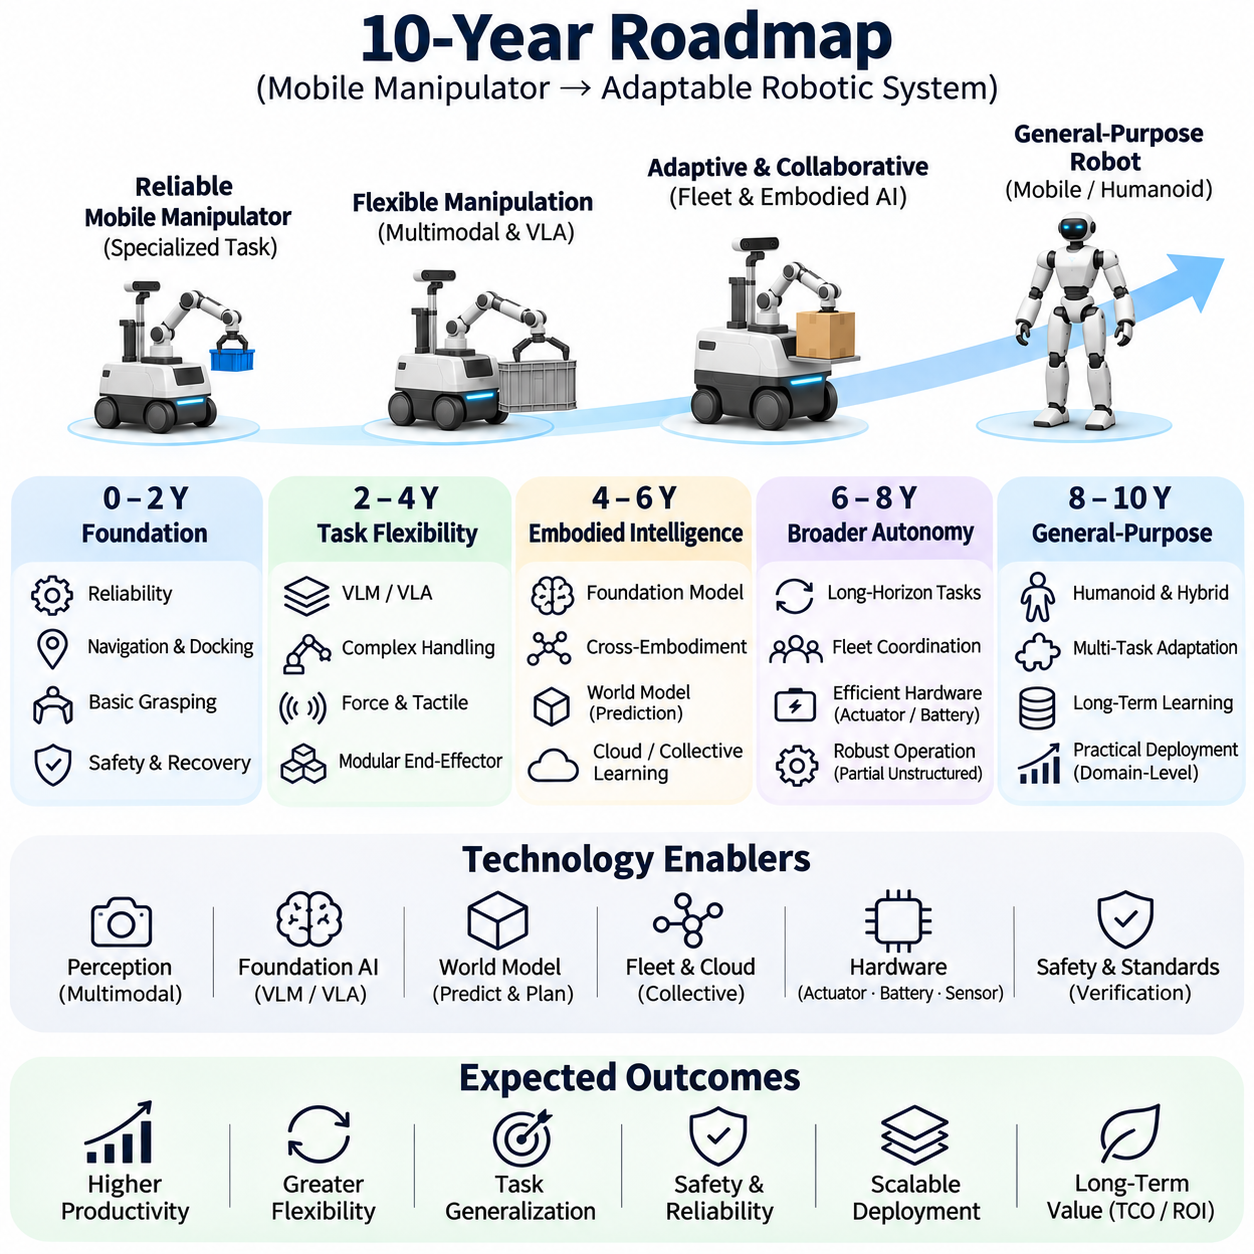 10-Year Roadmap
(Mobile Manipulator → Adaptable Robotic System)
Reliable
Mobile Manipulator
(Specialized Task)
Flexible Manipulation
(Multimodal & VLA)
Adaptive & Collaborative
(Fleet & Embodied AI)
General-Purpose
Robot
(Mobile / Humanoid)
0 – 2 Y
Foundation
Reliability
Navigation & Docking
Basic Grasping
Safety & Recovery
2 – 4 Y
Task Flexibility
VLM / VLA
Complex Handling
Force & Tactile
Modular End-Effector
4 – 6 Y
Embodied Intelligence
Foundation Model
Cross-Embodiment
World Model
(Prediction)
Cloud / Collective
Learning
6 – 8 Y
Broader Autonomy
Long-Horizon Tasks
Fleet Coordination
Efficient Hardware
(Actuator / Battery)
Robust Operation
(Partial Unstructured)
8 – 10 Y
General-Purpose
Humanoid & Hybrid
Multi-Task Adaptation
Long-Term Learning
Practical Deployment
(Domain-Level)
Technology Enablers
Perception
(Multimodal)
Foundation AI
(VLM / VLA)
World Model
(Predict & Plan)
Fleet & Cloud
(Collective)
Hardware
(Actuator · Battery · Sensor)
Safety & Standards
(Verification)
Expected Outcomes
Higher
Productivity
Greater
Flexibility
Task
Generalization
Safety &
Reliability
Scalable
Deployment
Long-Term
Value (TCO / ROI)